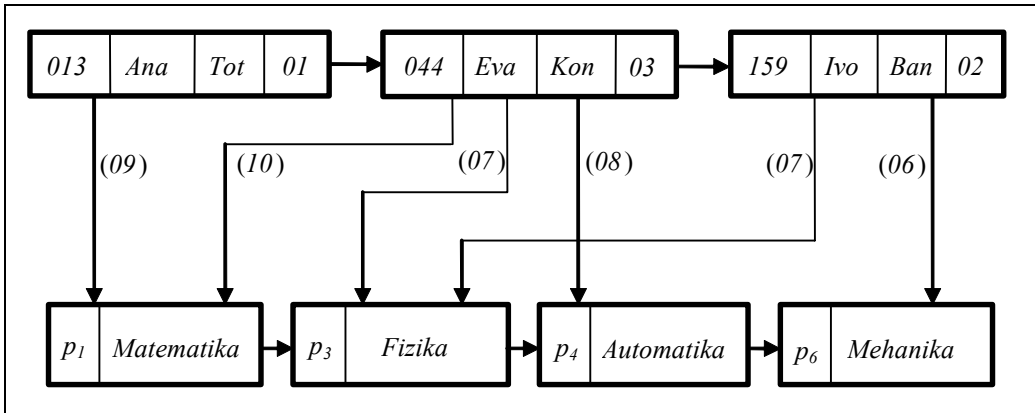 013 Ana Tot 01 044 Eva Kon 03 159 Ivo Ban 02
(09) (10) (07) (08) (07) (06)
p1 Matematika p3 Fizika p4 Automatika p6 Mehanika